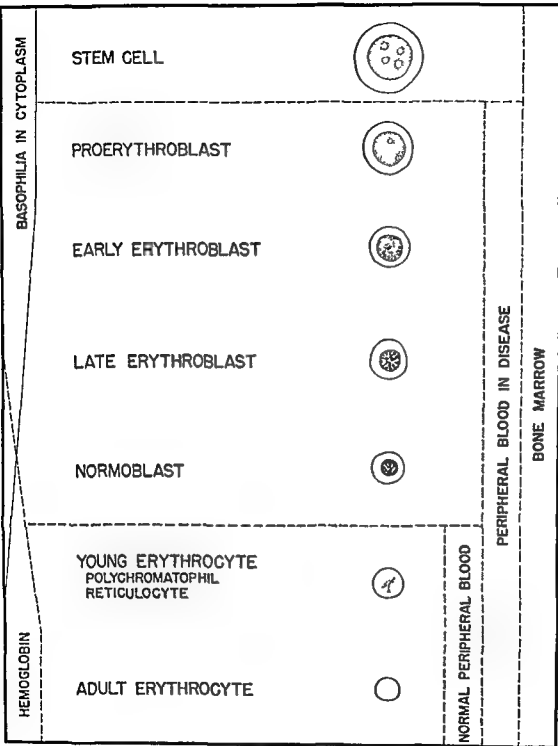 BASOPHILIA IN CYTOPLASM
HEMOGLOBIN
STEM CELL
PROERYTHROBLAST
EARLY ERYTHROBLAST
LATE ERYTHROBLAST
NORMOBLAST
YOUNG ERYTHROCYTE
POLYCHROMATOPHIL
RETICULOCYTE
ADULT ERYTHROCYTE
NORMAL PERIPHERAL BLOOD
PERIPHERAL BLOOD IN DISEASE
BONE MARROW